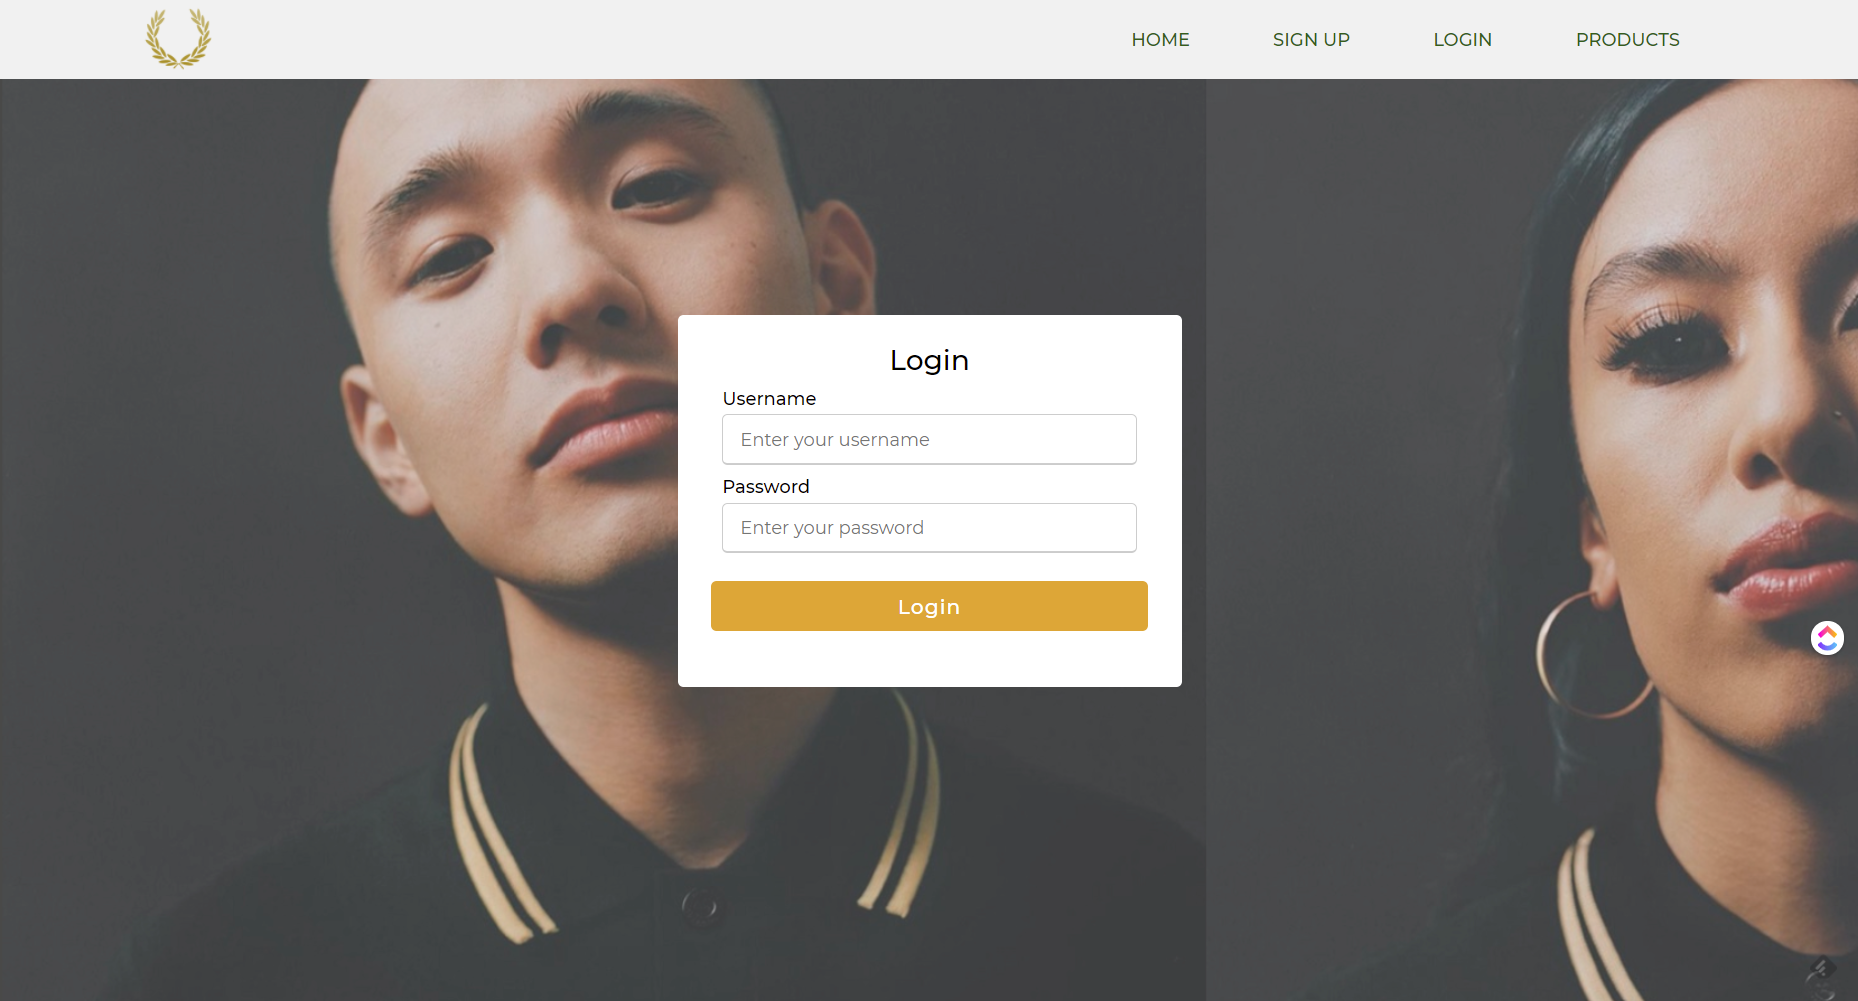 HOME SIGN UP LOGIN PRODUCTS
Login
Username
Enter your username
Password
Enter your password
Login